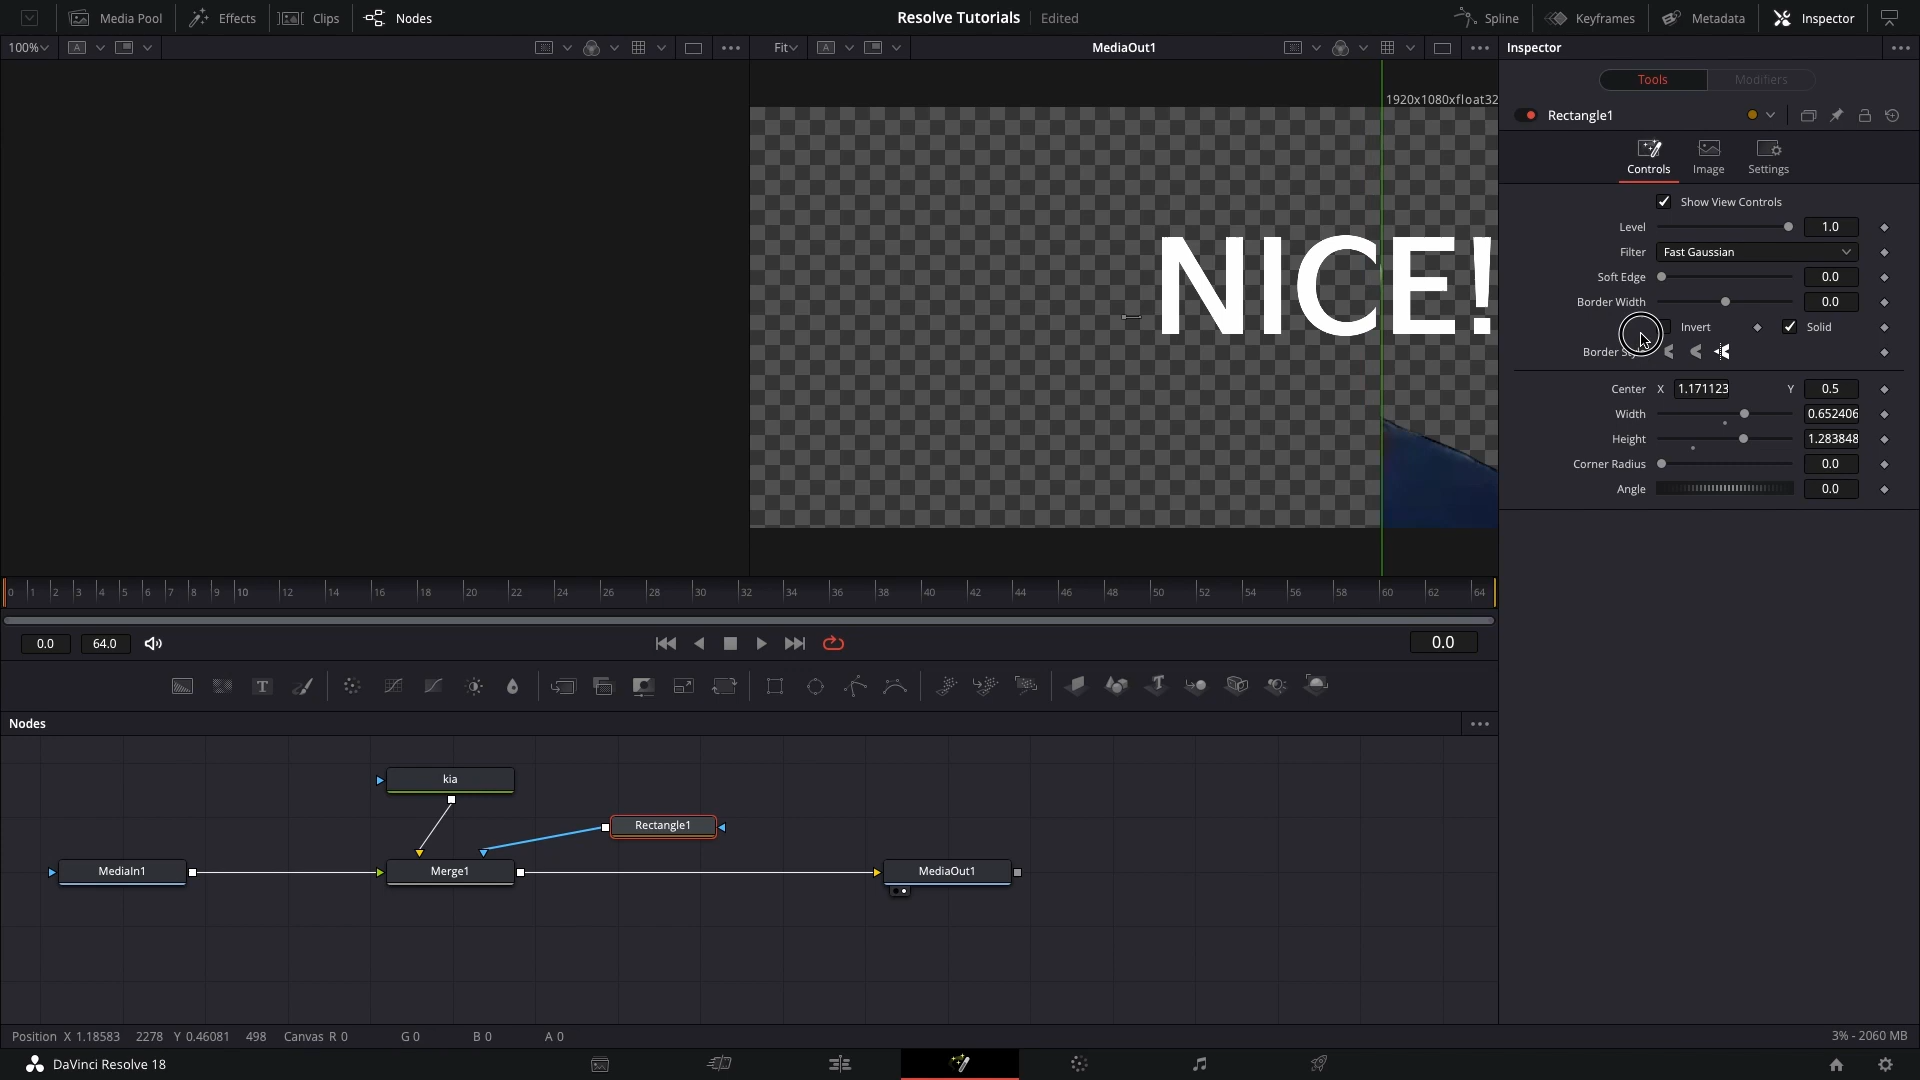 Media Pool Effects Clips Nodes Resolve Tutorials Edited Spline Keyframes Metadata Inspector
100% A Fit A MediaOut1 Inspector
Tools Modifiers
1920x1080xfloat32
Rectangle1
Controls Image Settings
Show View Controls
Level 1.0
Filter Fast Gaussian
Soft Edge 0.0
Border Width 0.0
NICE!
Invert Solid
Border
Center X 1.171123 Y 0.5
Width 0.652406
Height 1.283848
Corner Radius 0.0
Angle 0.0
0 1 2 3 4 5 6 7 8 9 10 12 14 16 18 20 22 24 26 28 30 32 34 36 38 40 42 44 46 48 50 52 54 56 58 60 62 64
0.0 64.0 0.0
T T
Nodes
kia
Rectangle1
MediaIn1 Merge1 MediaOut1
Position X 1.18583 2278 Y 0.46081 498 Canvas R 0 G 0 B 0 A 0 3% - 2060 MB
DaVinci Resolve 18